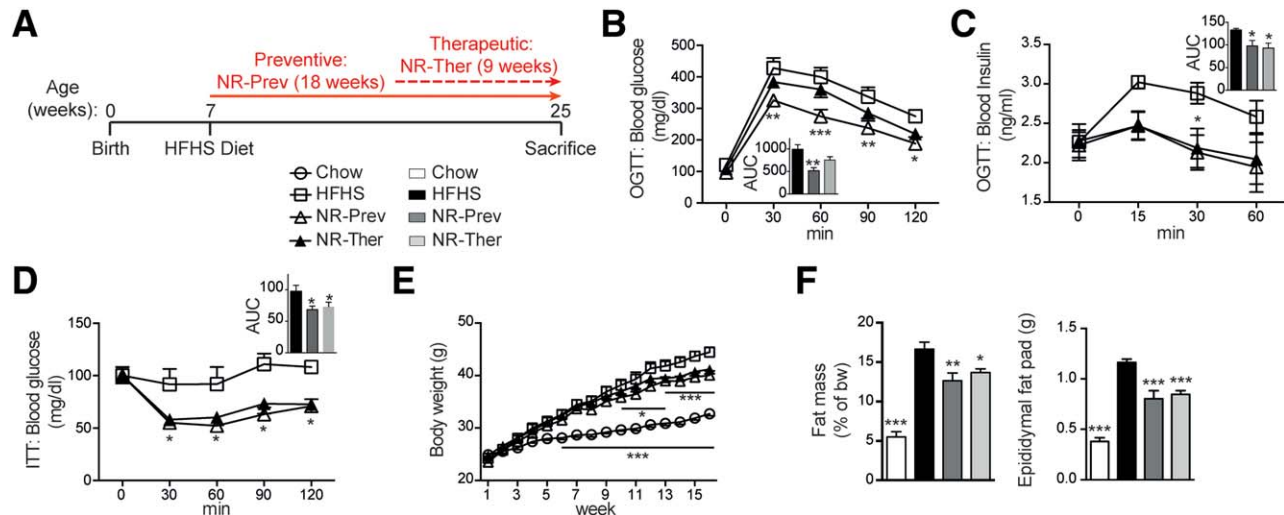 A
Preventive:
NR-Prev (18 weeks)
Therapeutic:
NR-Ther (9 weeks)
Age
(weeks):
0
7
25
Birth
HFHS Diet
Sacrifice
Chow
HFHS
NR-Prev
NR-Ther
Chow
HFHS
NR-Prev
NR-Ther
B
OGTT: Blood glucose
(mg/dl)
500
400
300
200
100
0
0
30
60
90
120
min
**
***
**
*
AUC
1000
500
0
**
C
OGTT: Blood Insulin
(ng/ml)
3.5
3.0
2.5
2.0
1.5
0
15
30
60
min
*
AUC
150
100
50
0
*
*
D
ITT: Blood glucose
(mg/dl)
150
100
50
0
0
30
60
90
120
min
*
*
*
*
AUC
100
50
0
*
*
E
Body weight (g)
50
40
30
20
1
3
5
7
9
11
13
15
week
***
*
***
F
Fat mass
(% of bw)
20
15
10
5
0
***
**
*
Epididymal fat pad (g)
1.5
1.0
0.5
0.0
***
***
***